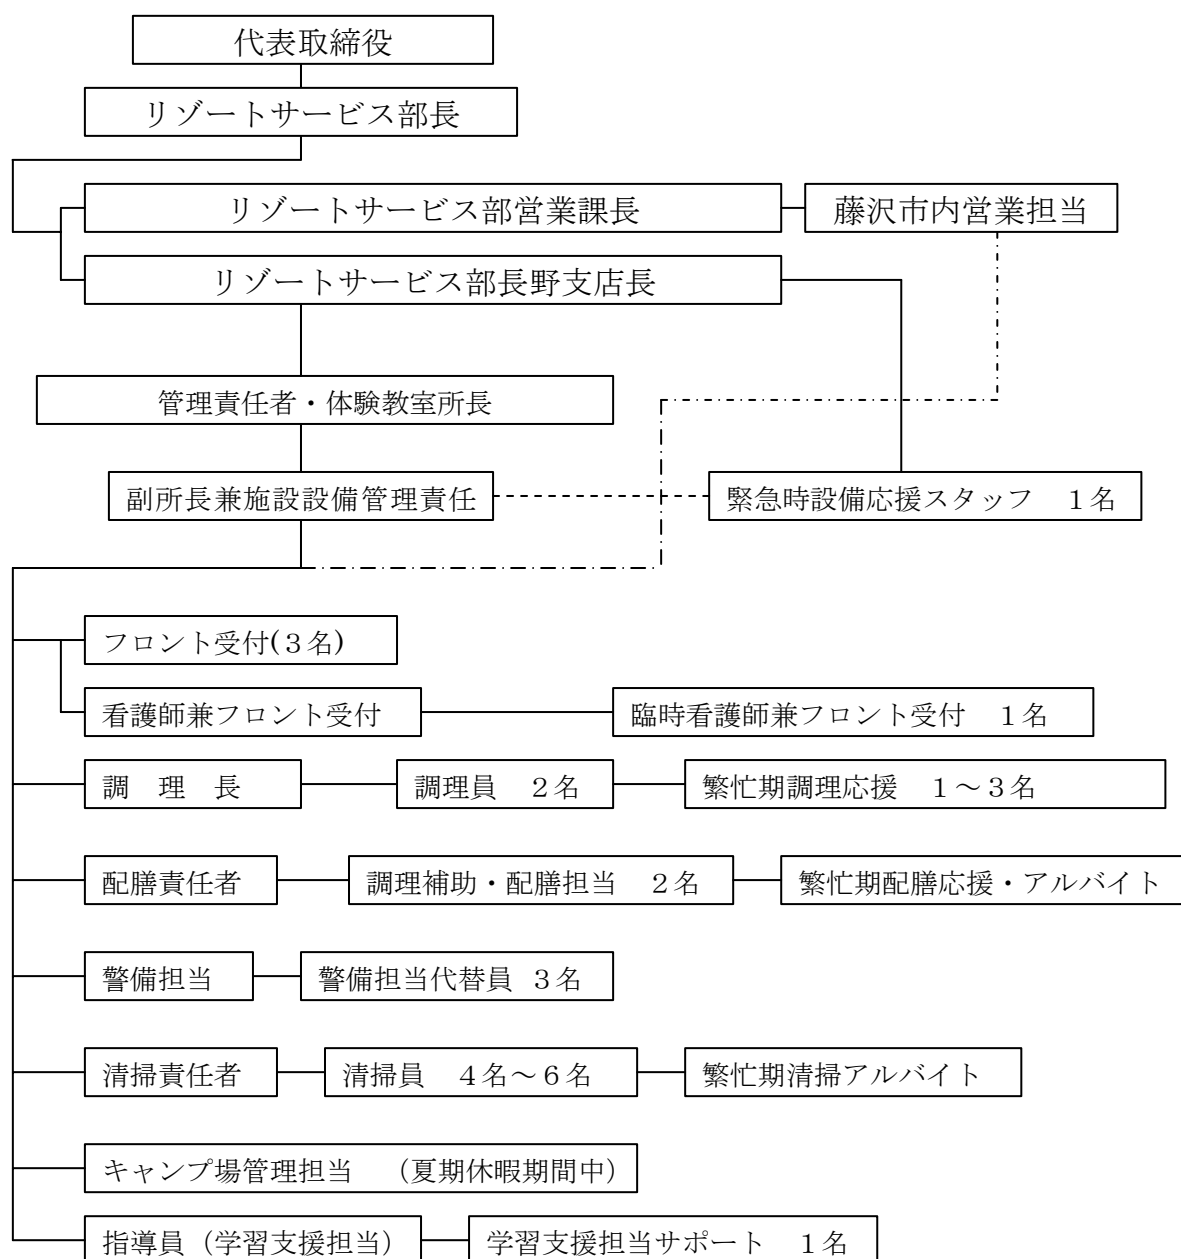 代表取締役
リゾートサービス部長
リゾートサービス部営業課長
藤沢市内営業担当
リゾートサービス部長野支店長
管理責任者・体験教室所長
副所長兼施設設備管理責任
緊急時設備応援スタッフ　１名
フロント受付(３名)
看護師兼フロント受付
臨時看護師兼フロント受付　１名
調　理　長
調理員　２名
繁忙期調理応援　１～３名
配膳責任者
調理補助・配膳担当　２名
繁忙期配膳応援・アルバイト
警備担当
警備担当代替員 ３名
清掃責任者
清掃員　４名～６名
繁忙期清掃アルバイト
キャンプ場管理担当　（夏期休暇期間中）
指導員（学習支援担当）
学習支援担当サポート　１名